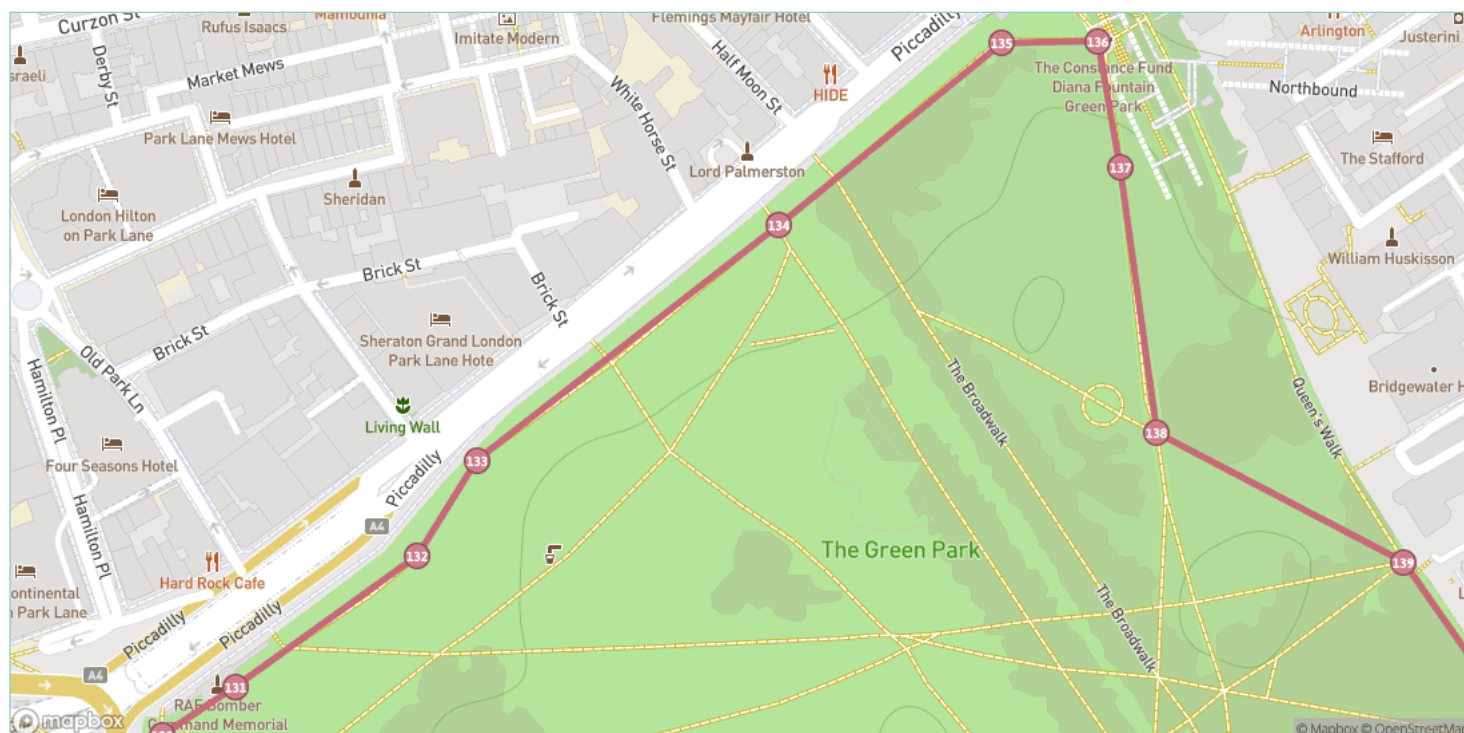 Curzon St
Rufus Isaacs
Mamounia
Imitate Modern
Flemings Mayfair Hotel
Piccadilly
135
136
Arlington
Justerini
Derby St
Market Mews
White Horse St
Half Moon St
HIDE
The Constance Fund
Diana Fountain
Green Park
Northbound
Park Lane Mews Hotel
Lord Palmerston
137
The Stafford
Sheridan
London Hilton
on Park Lane
134
William Huskisson
Brick St
Brick St
Brick St
Sheraton Grand London
Park Lane Hote
Old Park Ln
Hamilton Pl
The Broadwalk
Queen's Walk
Bridgewater H
Living Wall
138
Four Seasons Hotel
133
Piccadilly
Hamilton Pl
A4
132
The Green Park
139
Hard Rock Cafe
ontinental
Park Lane
Piccadilly
Piccadilly
The Broadwalk
A4
131
RAF Bomber
Command Memorial
mapbox
© Mapbox © OpenStreetMap